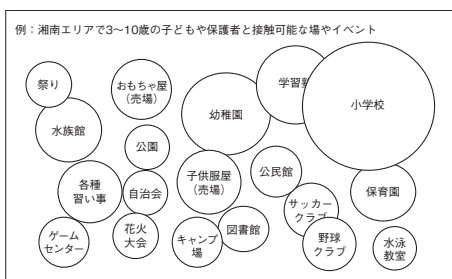 例：湘南エリアで3〜10歳の子どもや保護者と接触可能な場やイベント
祭り
おもちゃ屋
（売場）
学習塾
小学校
水族館
幼稚園
公園
公民館
各種
習い事
自治会
子供服屋
（売場）
保育園
サッカー
クラブ
ゲーム
センター
花火
大会
キャンプ
場
図書館
野球
クラブ
水泳
教室